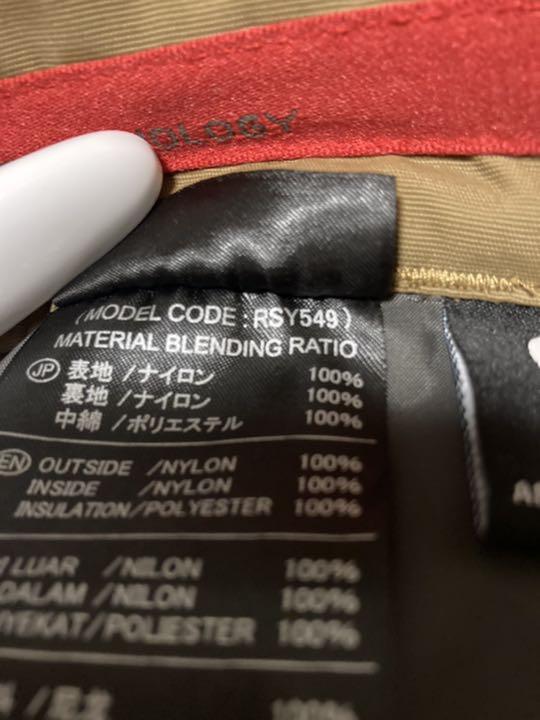 OLOGY
(MODEL CODE : RSY549)
MATERIAL BLENDING RATIO
JP 表地/ナイロン 100%
裏地/ナイロン 100%
中綿/ポリエステル 100%
EN OUTSIDE /NYLON 100%
INSIDE /NYLON 100%
INSULATION/POLYESTER 100%
LUAR /NILON 100%
DALAM /NILON 100%
YEKAT/POLIESTER 100%
100%